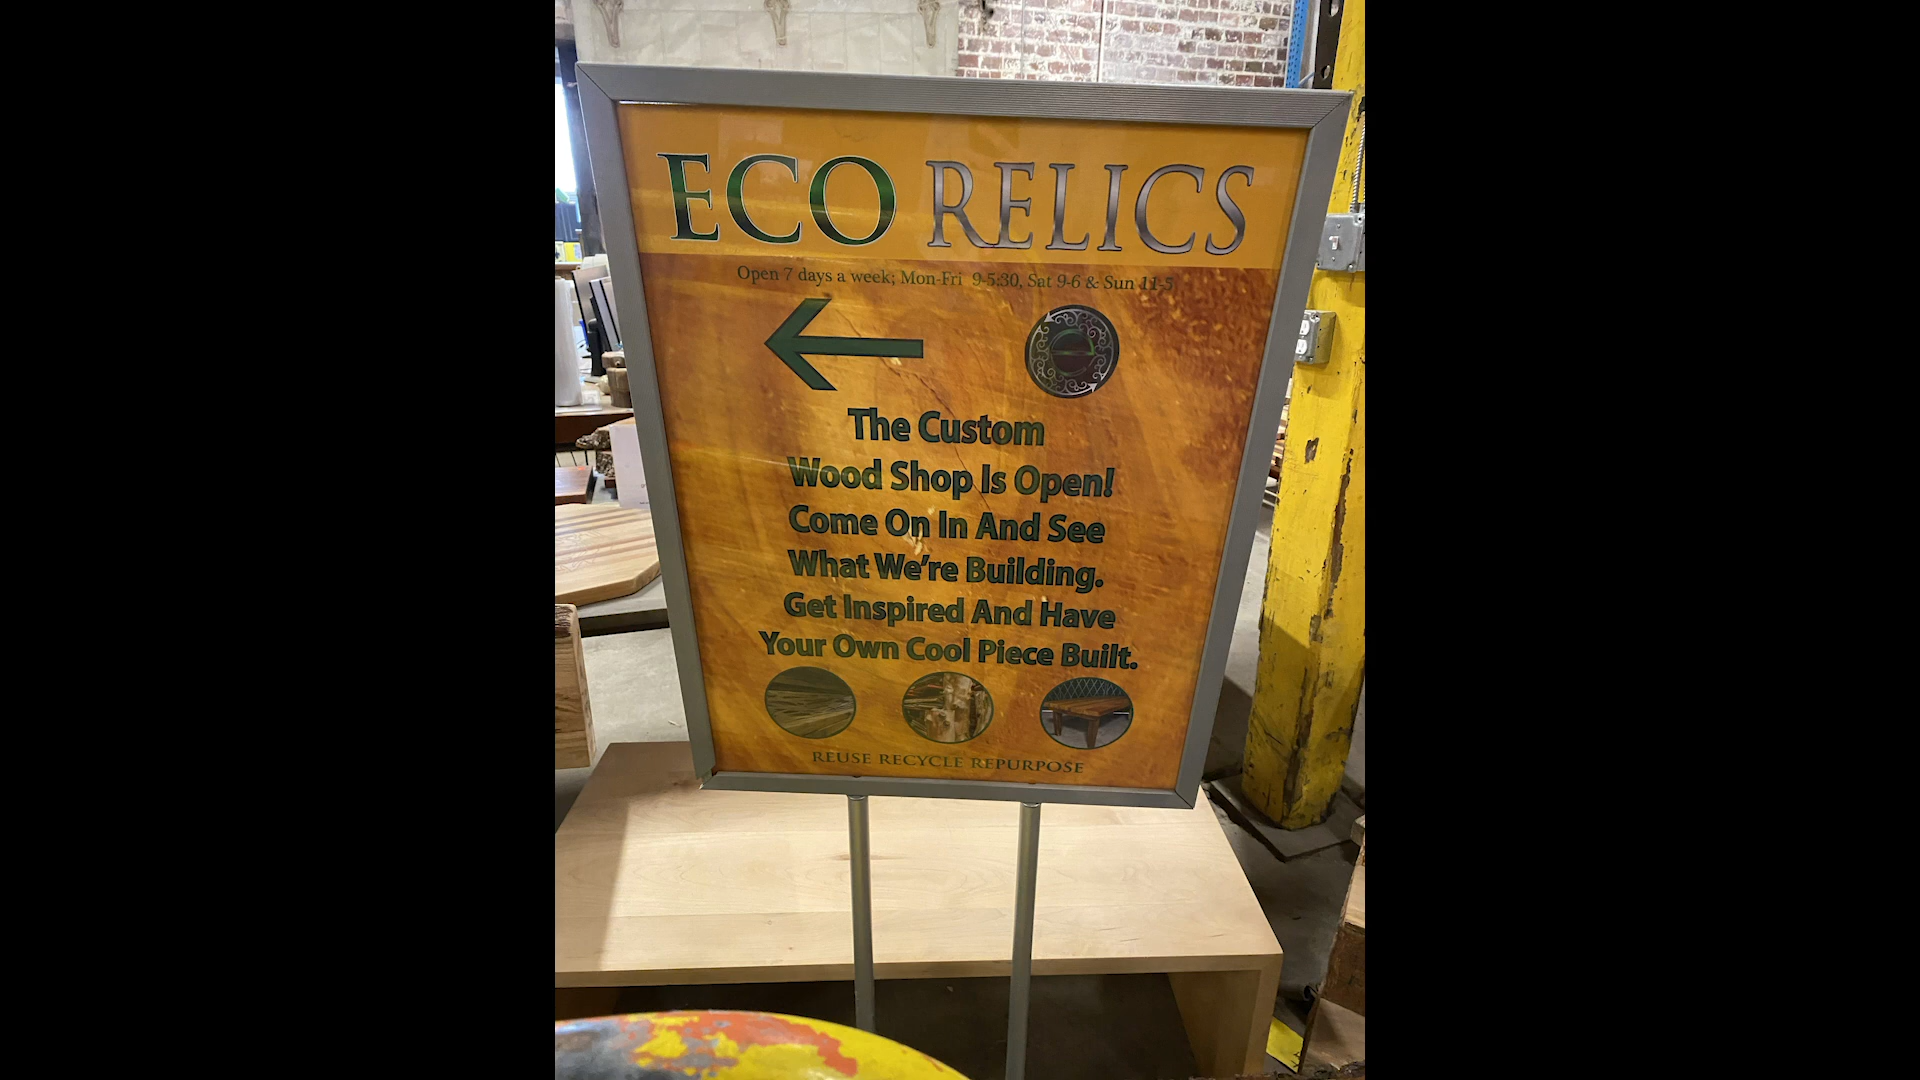 ECO RELICS
Open 7 days a week; Mon-Fri 9-5:30, Sat 9-6 & Sun 11-5
The Custom
Wood Shop Is Open!
Come On In And See
What We're Building.
Get Inspired And Have
Your Own Cool Piece Built.
REUSE RECYCLE REPURPOSE